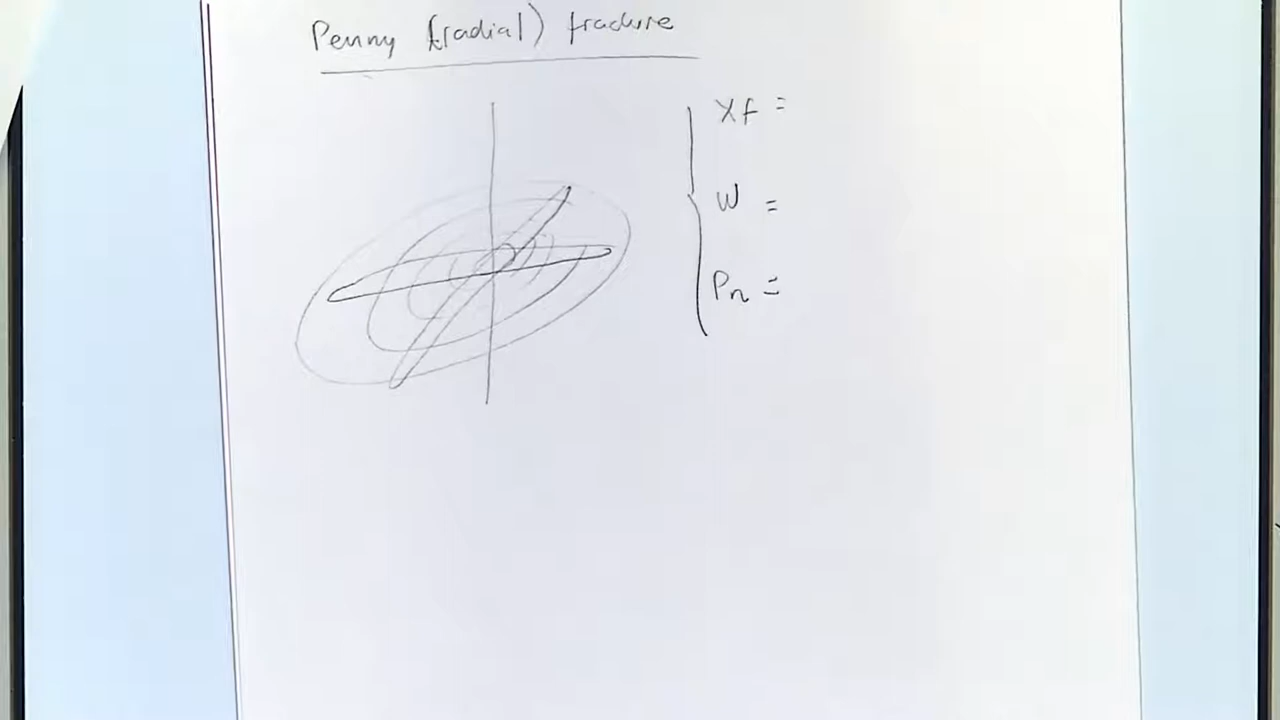 Penny (radial) fracture
Xf =
W =
Pn =